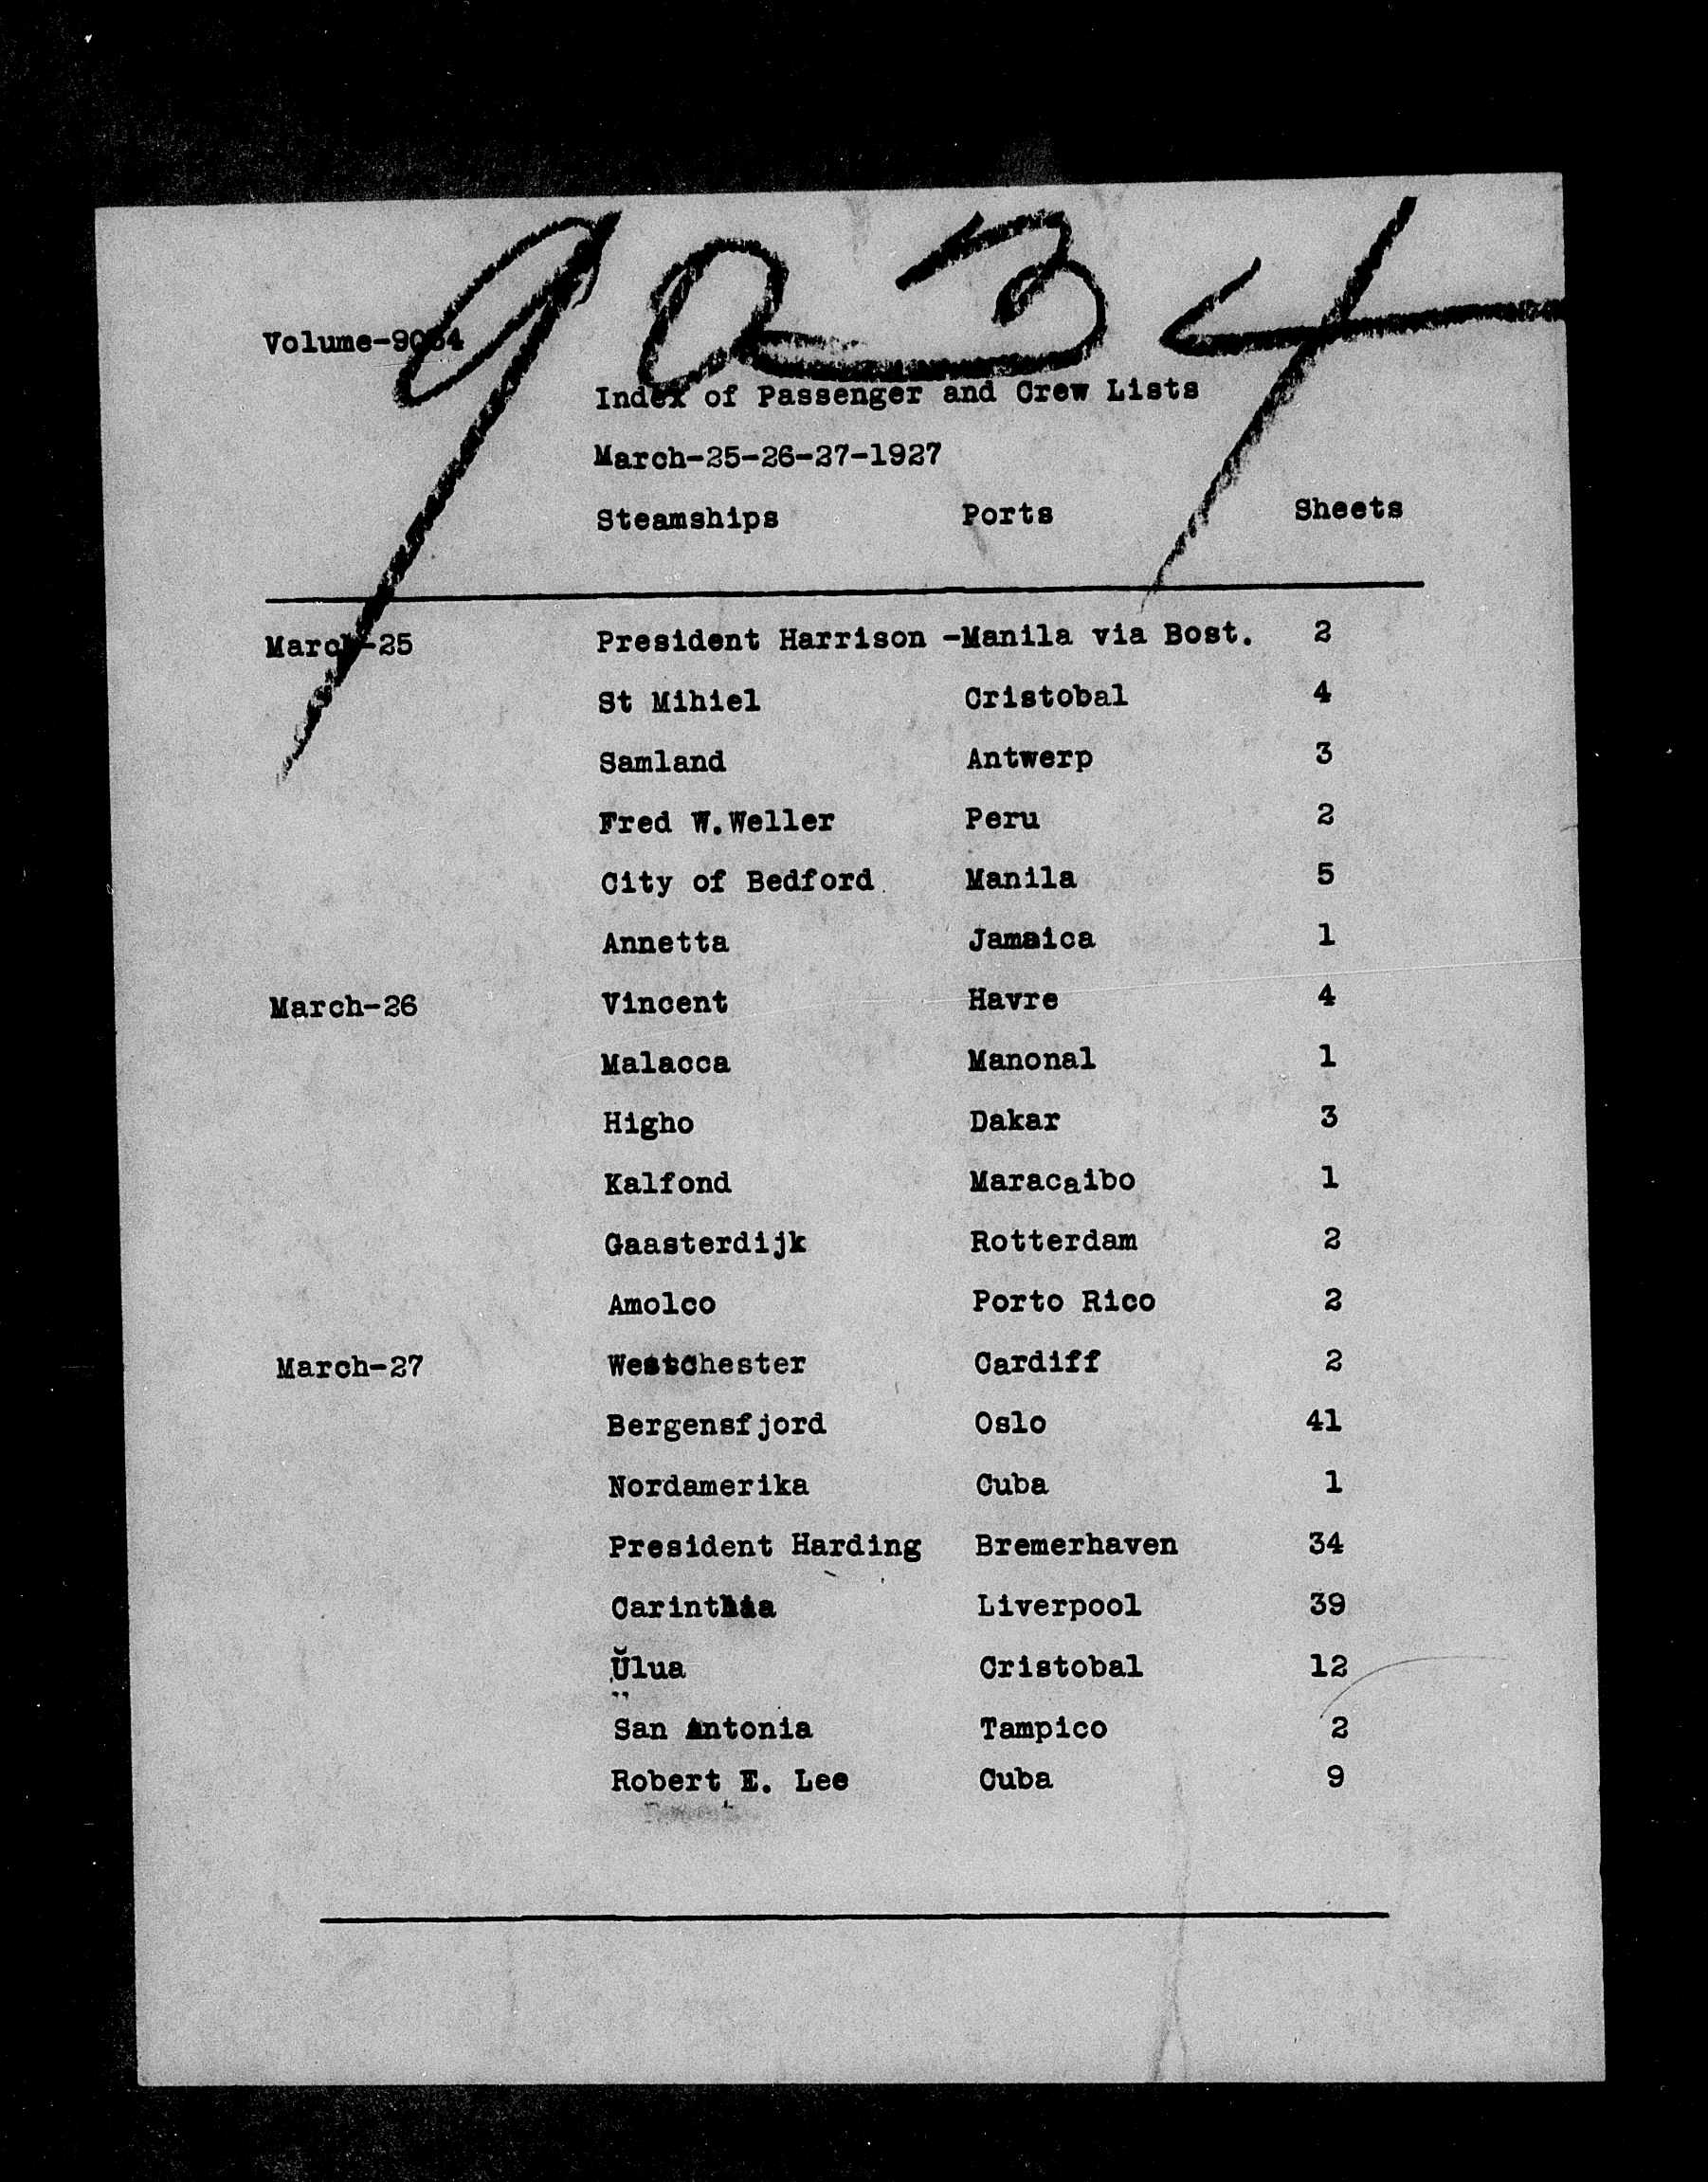 9034
Volume-9034
Index of Passenger and Crew Lists
March-25-26-27-1927
Steamships Ports Sheets
March-25 President Harrison -Manila via Bost. 2
St Mihiel Cristobal 4
Samland Antwerp 3
Fred W.Weller Peru 2
City of Bedford Manila 5
Annetta Jamaica 1
March-26 Vincent Havre 4
Malacca Manonal 1
Higho Dakar 3
Kalfond Maracaibo 1
Gaasterdijk Rotterdam 2
Amolco Porto Rico 2
March-27 Westchester Cardiff 2
Bergensfjord Oslo 41
Nordamerika Cuba 1
President Harding Bremerhaven 34
Carinthia Liverpool 39
Ulua Cristobal 12
San Antonia Tampico 2
Robert E. Lee Cuba 9